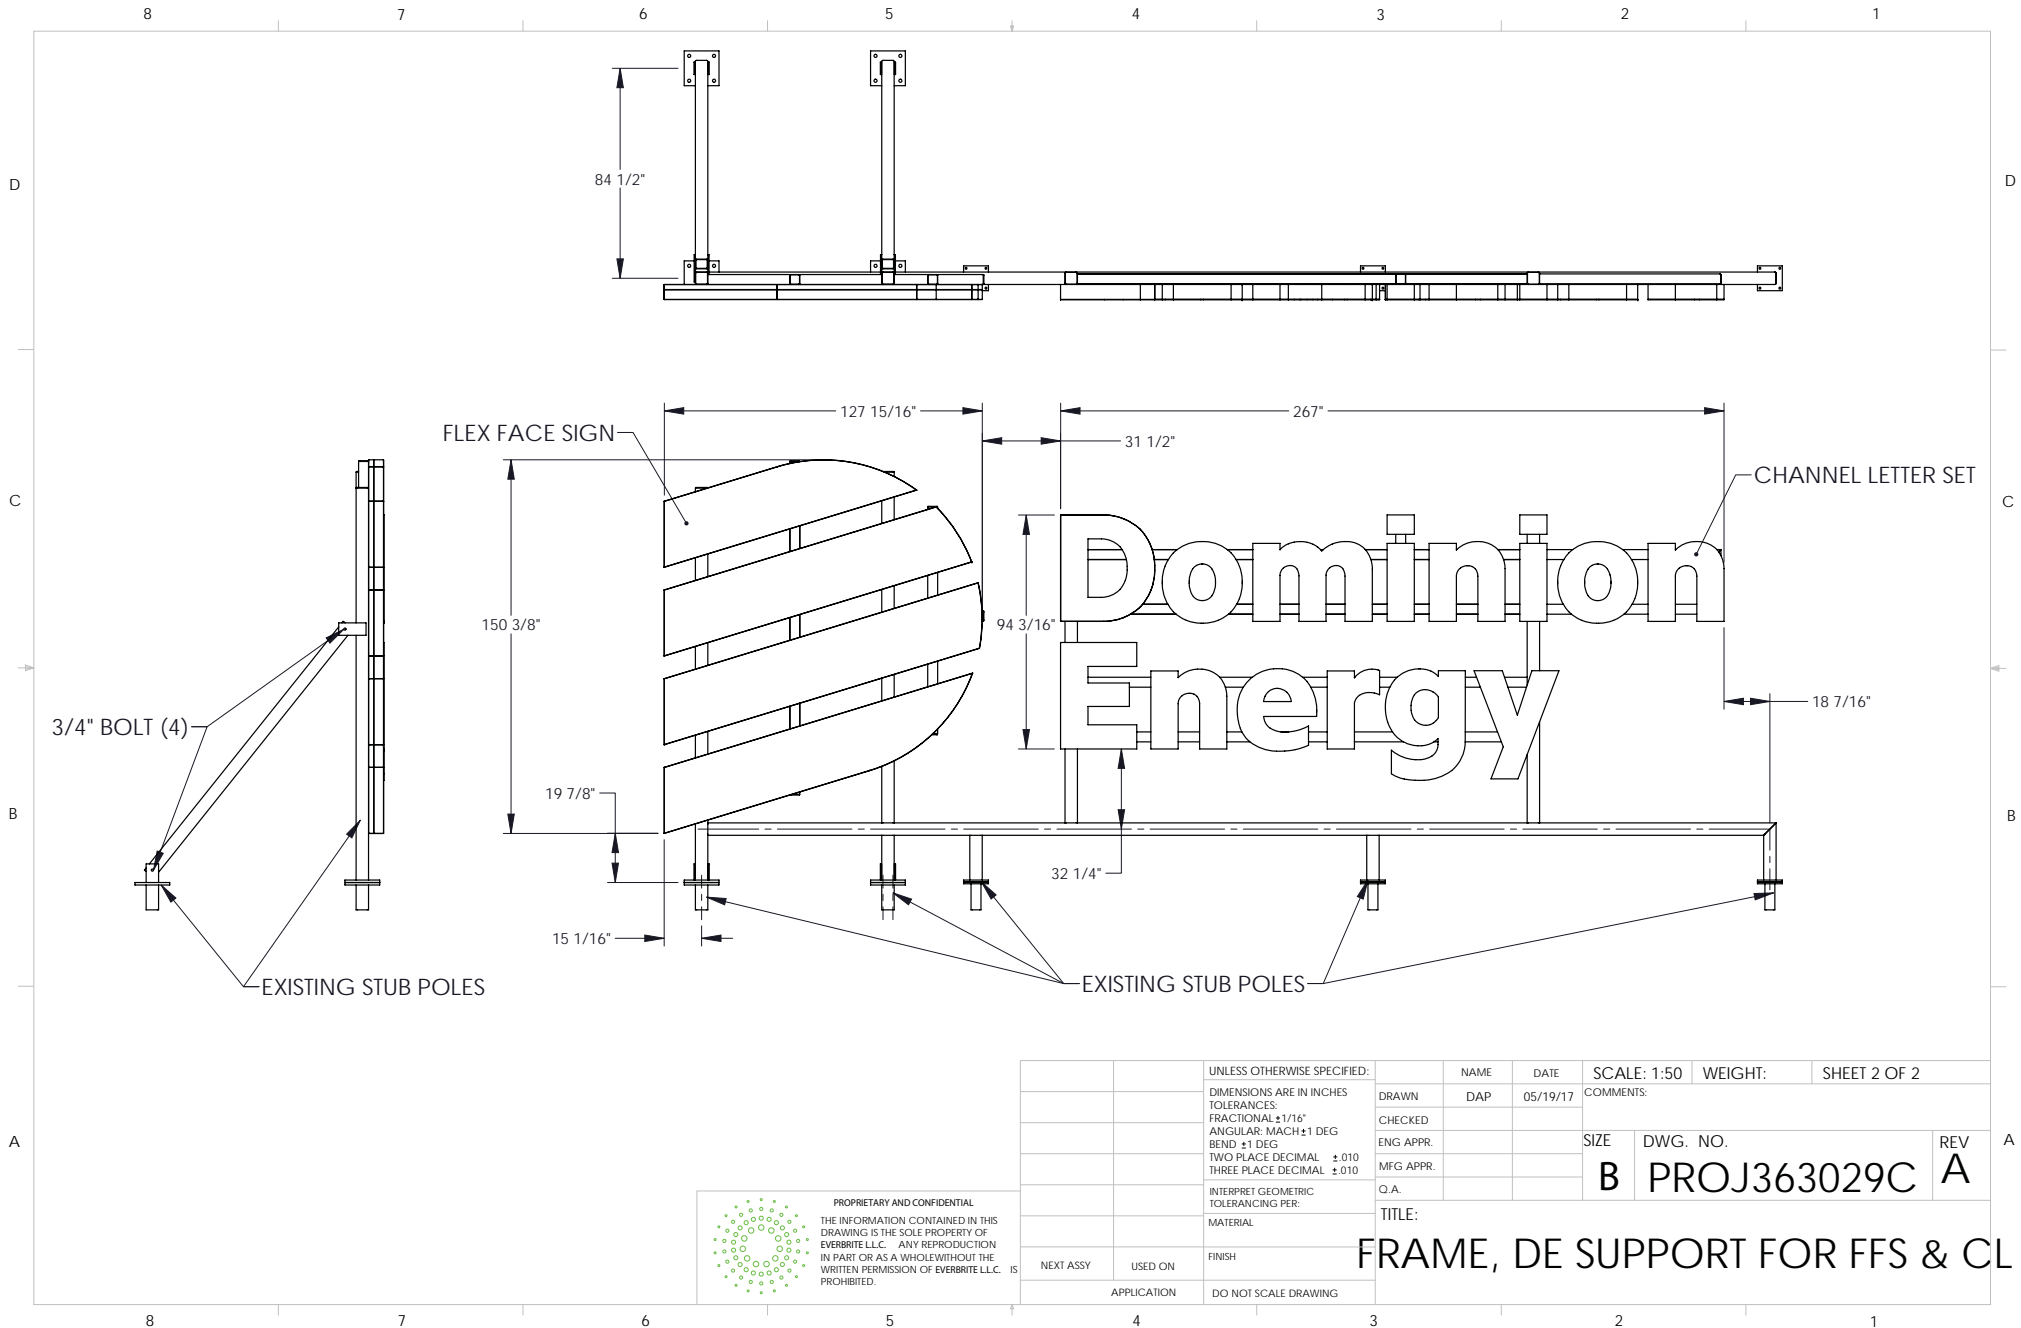 8 7 6 5 4 3 2 1
D D
84 1/2"
127 15/16" 267"
FLEX FACE SIGN
31 1/2"
CHANNEL LETTER SET
C C
150 3/8"
94 3/16"
Dominion
Energy
18 7/16"
3/4" BOLT (4)
19 7/8"
B B
32 1/4"
15 1/16"
EXISTING STUB POLES
EXISTING STUB POLES
A A
UNLESS OTHERWISE SPECIFIED:
DIMENSIONS ARE IN INCHES
TOLERANCES:
FRACTIONAL±1/16"
ANGULAR: MACH±1 DEG
BEND ±1 DEG
TWO PLACE DECIMAL ±.010
THREE PLACE DECIMAL ±.010
INTERPRET GEOMETRIC
TOLERANCING PER:
MATERIAL
FINISH
DO NOT SCALE DRAWING
NEXT ASSY USED ON
APPLICATION
NAME DATE
DRAWN DAP 05/19/17
CHECKED
ENG APPR.
MFG APPR.
Q.A.
SCALE: 1:50 WEIGHT: SHEET 2 OF 2
COMMENTS:
SIZE DWG. NO. REV
B PROJ363029C A
TITLE:
FRAME, DE SUPPORT FOR FFS & CL
PROPRIETARY AND CONFIDENTIAL
THE INFORMATION CONTAINED IN THIS
DRAWING IS THE SOLE PROPERTY OF
EVERBRITE L.L.C. ANY REPRODUCTION
IN PART OR AS A WHOLEWITHOUT THE
WRITTEN PERMISSION OF EVERBRITE L.L.C. IS
PROHIBITED.
8 7 6 5 4 3 2 1